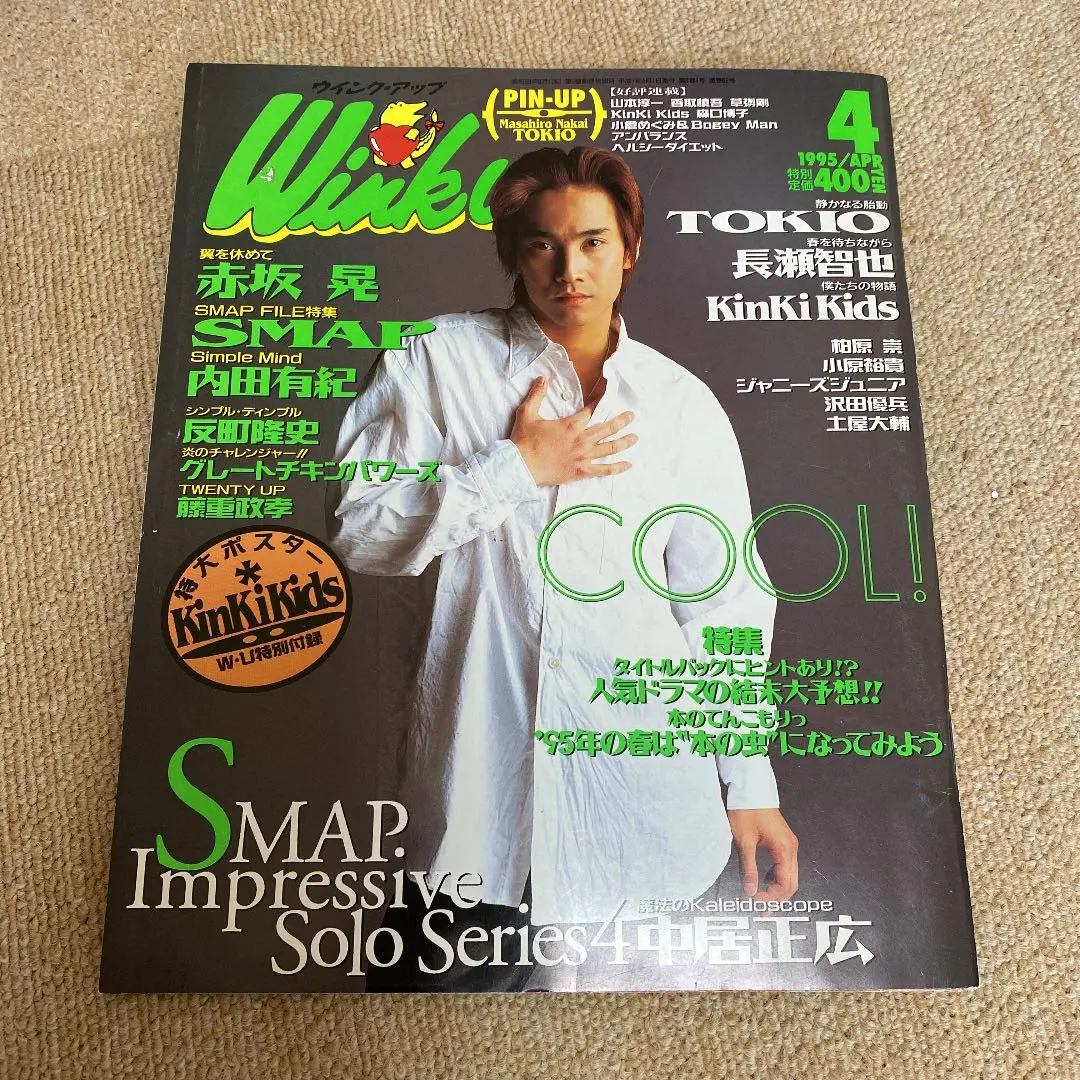 ウインク・アップ
Wink U
PIN-UP
Masahiro Nakai
TOKIO
【好評連載】
山本淳一 香取慎吾 草彅剛
KinKi Kids 森口博子
小倉めぐみ&Bogey Man
アンバランス
ヘルシーダイエット
4
1995/APR
特別定価400YEN
静かなる胎動
TOKIO
春を待ちながら
長瀬智也
僕たちの物語
KinKi Kids
柏原 崇
小原裕貴
ジャニーズジュニア
沢田優兵
土屋大輔
翼を休めて
赤坂 晃
SMAP FILE特集
SMAP
Simple Mind
内田有紀
シンプル・ディンプル
反町隆史
炎のチャレンジャー!!
グレートチキンパワーズ
TWENTY UP
藤重政孝
特大ポスター
*
KinKi Kids
W・U特別付録
COOL!
特集
タイトルバックにヒントあり!?
人気ドラマの結末大予想!!
本のてんこもりっ
'95年の春は"本の虫"になってみよう
SMAP.
Impressive
Solo Series4
魔法のKaleidoscope
中居正広